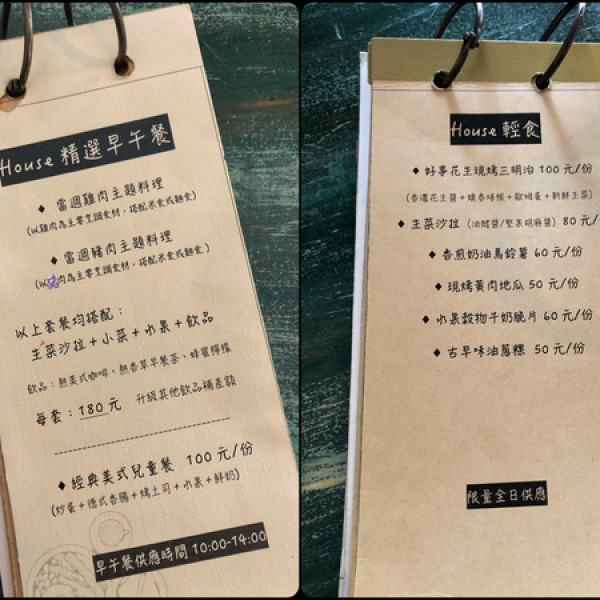 House 精選早午餐
◆ 當週雞肉主題料理
(以雞肉為主要烹調食材，搭配米食或麵食)
◆ 當週豬肉主題料理
(以豬肉為主要烹調食材，搭配米食或麵食)
以上套餐均搭配：
生菜沙拉+小菜+水果+飲品
飲品：熱美式咖啡、熱香草早餐茶、蜂蜜檸檬
每套：180元 升級其他飲品補差額
◆ 經典美式兒童餐 100元/份
(炒蛋+德式香腸+烤土司+水果+鮮奶)
早午餐供應時間 10:00-14:00
House 輕食
◆ 好事花生現烤三明治 100元/份
(香濃花生醬+燻香培根+歐姆蛋+新鮮生菜)
◆ 生菜沙拉 (油醋醬/堅果胡麻醬) 80元/
◆ 香煎奶油馬鈴薯 60元/份
◆ 現烤黃肉地瓜 50元/份
◆ 水果穀物牛奶脆片 60元/份
◆ 古早味油蔥粿 50元/份
限量全日供應